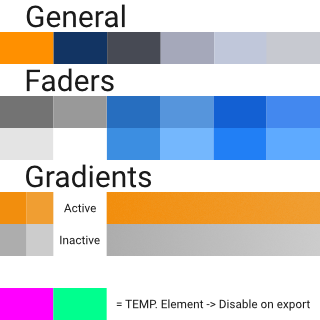 General
Faders
Gradients
Active
Inactive
= TEMP. Element -> Disable on export